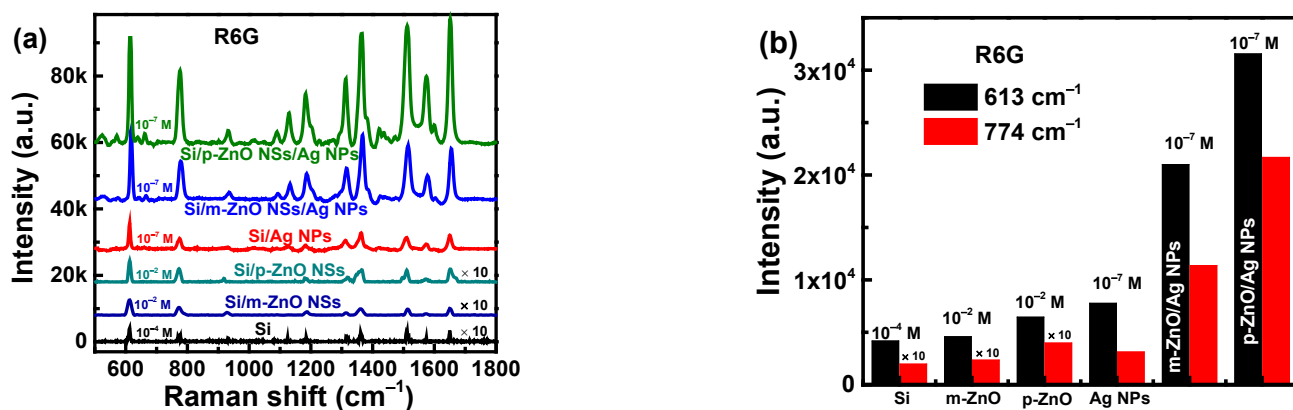 (a)
R6G
80k
60k
40k
20k
0
Intensity (a.u.)
10⁻⁷ M
Si/p-ZnO NSs/Ag NPs
10⁻⁷ M
Si/m-ZnO NSs/Ag NPs
10⁻⁷ M
Si/Ag NPs
10⁻² M
Si/p-ZnO NSs
× 10
10⁻² M
Si/m-ZnO NSs
× 10
10⁻⁴ M
Si
× 10
600 800 1000 1200 1400 1600 1800
Raman shift (cm⁻¹)
(b)
R6G
613 cm⁻¹
774 cm⁻¹
3x10⁴
2x10⁴
1x10⁴
0
Intensity (a.u.)
10⁻⁴ M
× 10
10⁻² M
× 10
10⁻² M
× 10
10⁻⁷ M
10⁻⁷ M
m-ZnO/Ag NPs
10⁻⁷ M
p-ZnO/Ag NPs
Si m-ZnO p-ZnO Ag NPs